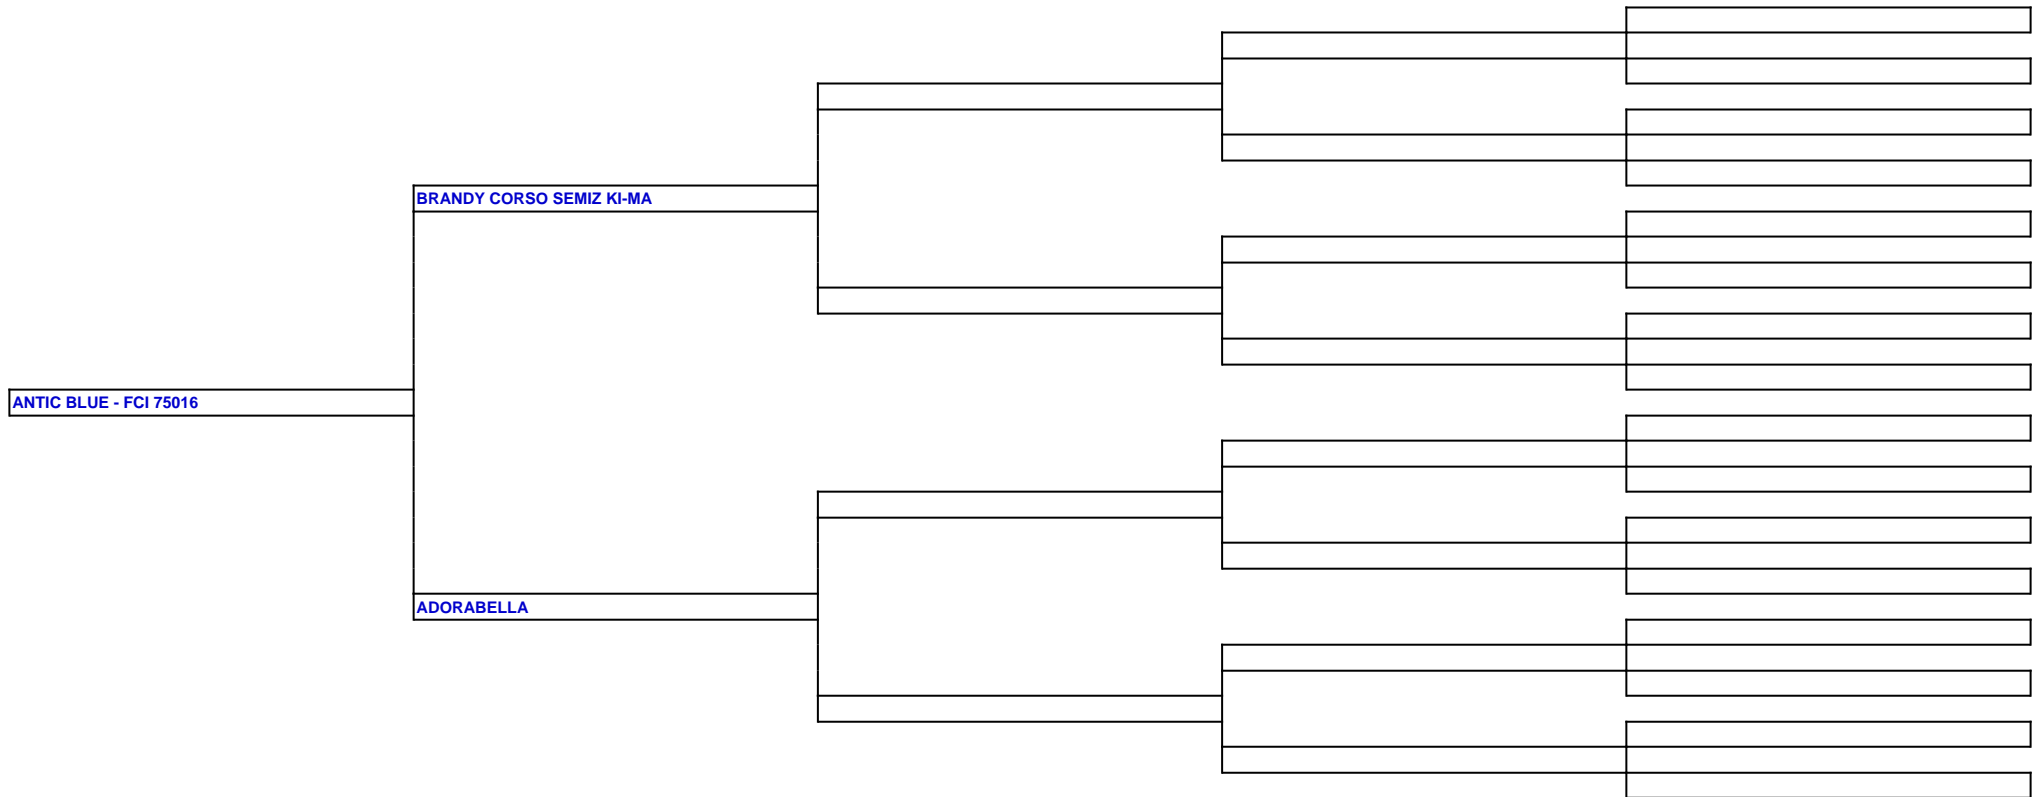 BRANDY CORSO SEMIZ KI-MA
ANTIC BLUE - FCI 75016
ADORABELLA